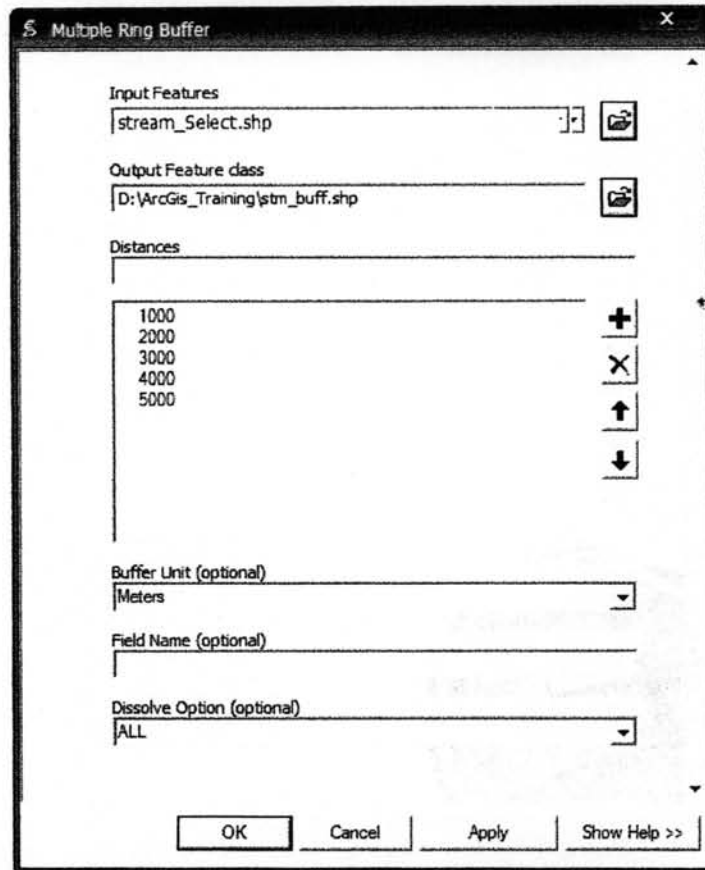 Multiple Ring Buffer
Input Features
stream_Select.shp
Output Feature class
D:\ArcGis_Training\stm_buff.shp
Distances
1000
2000
3000
4000
5000
Buffer Unit (optional)
Meters
Field Name (optional)
Dissolve Option (optional)
ALL
OK Cancel Apply Show Help >>